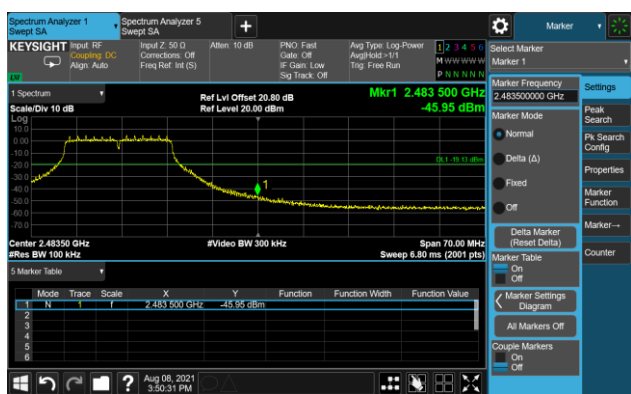 Spectrum Analyzer 1
Swept SA
Spectrum Analyzer 5
Swept SA
+
Marker
KEYSIGHT
Input: RF
Coupling: DC
Align: Auto
Input Z: 50 Ω
Corrections: Off
Freq Ref: Int (S)
Atten: 10 dB
PNO: Fast
Gate: Off
IF Gain: Low
Sig Track: Off
Avg Type: Log-Power
Avg|Hold:>1/1
Trig: Free Run
1 2 3 4 5 6
M W W W W W
P N N N N N
LW
Select Marker
Marker 1
1 Spectrum
Scale/Div 10 dB
Log
Ref Lvl Offset 20.80 dB
Ref Level 20.00 dBm
Mkr1 2.483 500 GHz
-45.95 dBm
10.0
0.00
-10.0
-20.0
-30.0
-40.0
-50.0
-60.0
-70.0
DL1 -19.13 dBm
1
Center 2.48350 GHz
#Res BW 100 kHz
#Video BW 300 kHz
Span 70.00 MHz
Sweep 6.80 ms (2001 pts)
5 Marker Table
Mode Trace Scale X Y Function Function Width Function Value
1 N 1 f 2.483 500 GHz -45.95 dBm
2
3
4
5
6
Marker Frequency
2.483500000 GHz
Marker Mode
Normal
Delta (Δ)
Fixed
Off
Delta Marker
(Reset Delta)
Marker Table
On
Off
Marker Settings
Diagram
All Markers Off
Couple Markers
On
Off
Settings
Peak
Search
Pk Search
Config
Properties
Marker
Function
Marker→
Counter
?
Aug 08, 2021
3:50:31 PM